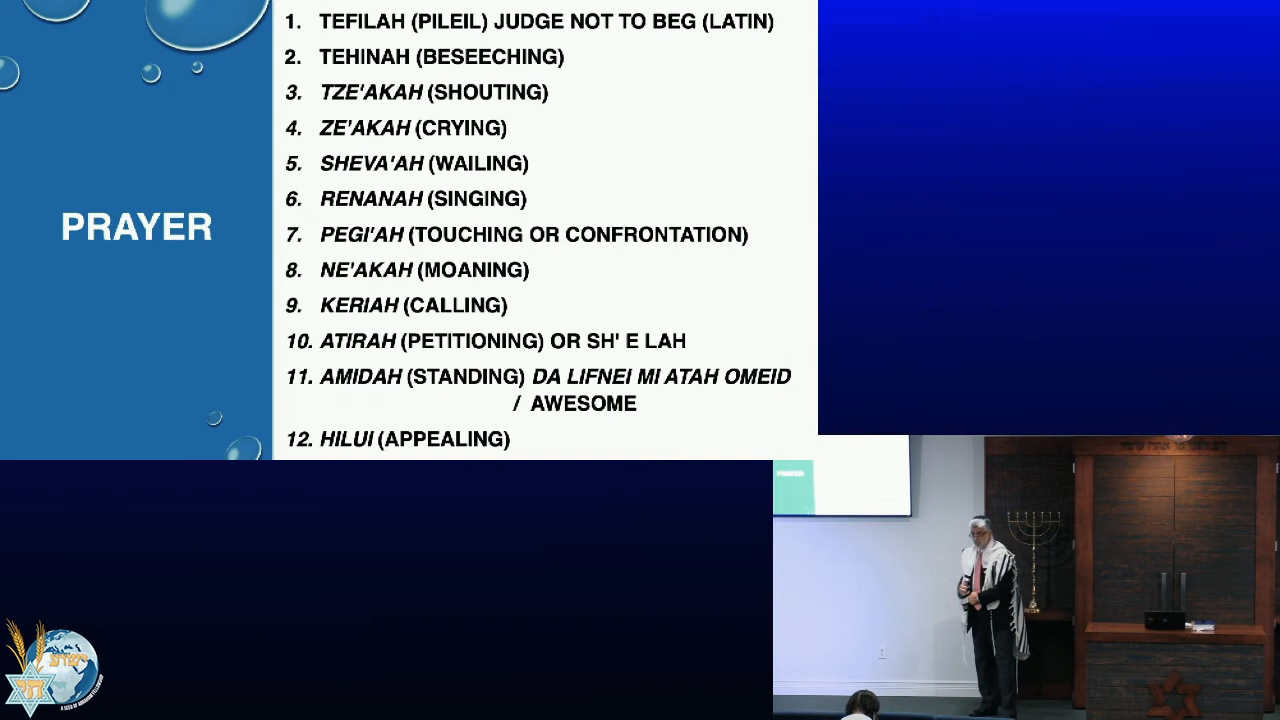 PRAYER
1. TEFILAH (PILEIL) JUDGE NOT TO BEG (LATIN)
2. TEHINAH (BESEECHING)
3. TZE'AKAH (SHOUTING)
4. ZE'AKAH (CRYING)
5. SHEVA'AH (WAILING)
6. RENANAH (SINGING)
7. PEGI'AH (TOUCHING OR CONFRONTATION)
8. NE'AKAH (MOANING)
9. KERIAH (CALLING)
10. ATIRAH (PETITIONING) OR SH' E LAH
11. AMIDAH (STANDING) DA LIFNEI MI ATAH OMEID
/ AWESOME
12. HILUI (APPEALING)
PRAYER
ישוע
חי